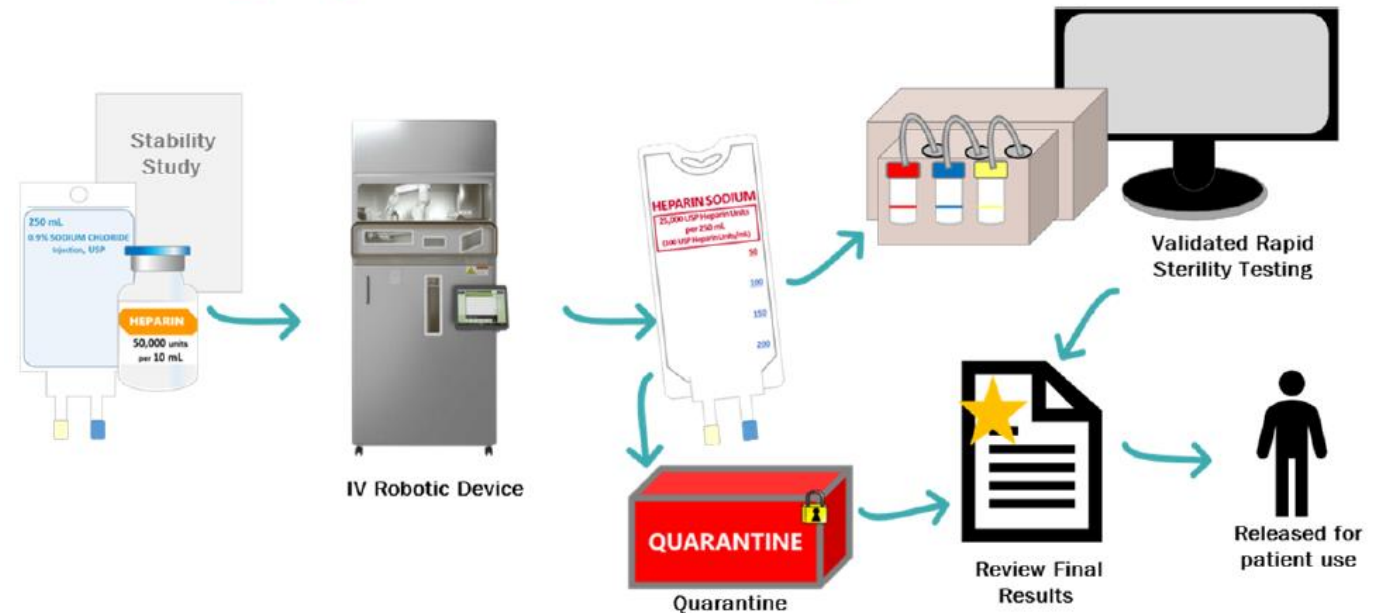 Stability
Study
250 mL
0.9% SODIUM CHLORIDE
Injection, USP
HEPARIN
50,000 units
per 10 mL
IV Robotic Device
HEPARIN SODIUM
25,000 USP Heparin Units
per 250 mL
(100 USP Heparin Units/mL)
50
100
150
200
Validated Rapid
Sterility Testing
QUARANTINE
Quarantine
Review Final
Results
Released for
patient use